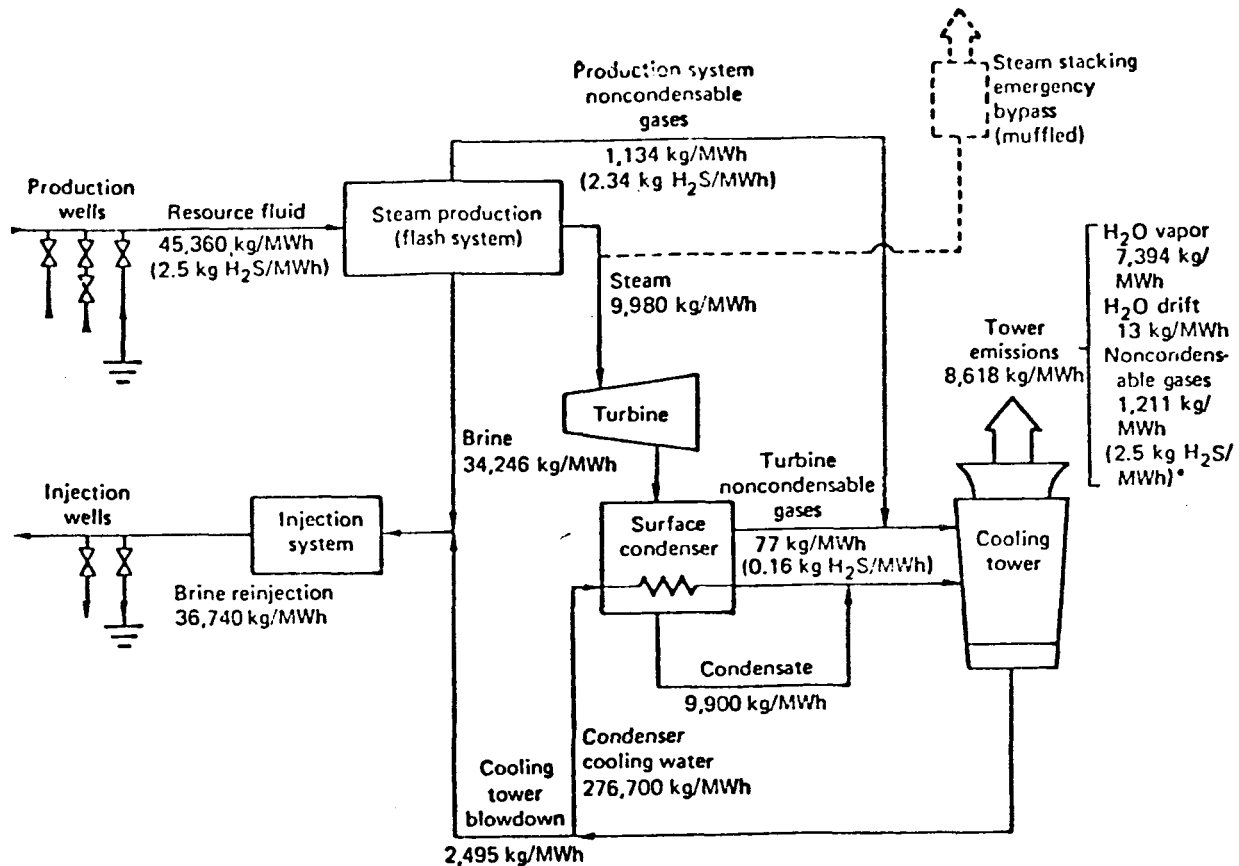 Production system
noncondensable
gases
1,134 kg/MWh
(2.34 kg H₂S/MWh)
Steam stacking
emergency
bypass
(muffled)
Production
wells
Resource fluid
45,360 kg/MWh
(2.5 kg H₂S/MWh)
Steam production
(flash system)
Steam
9,980 kg/MWh
H₂O vapor
7,394 kg/
MWh
H₂O drift
13 kg/MWh
Noncondens-
able gases
1,211 kg/
MWh
(2.5 kg H₂S/
MWh)*
Tower
emissions
8,618 kg/MWh
Turbine
Brine
34,246 kg/MWh
Turbine
noncondensable
gases
77 kg/MWh
(0.16 kg H₂S/MWh)
Injection
wells
Injection
system
Surface
condenser
Cooling
tower
Brine reinjection
36,740 kg/MWh
Condensate
9,900 kg/MWh
Condenser
cooling water
276,700 kg/MWh
Cooling
tower
blowdown
2,495 kg/MWh